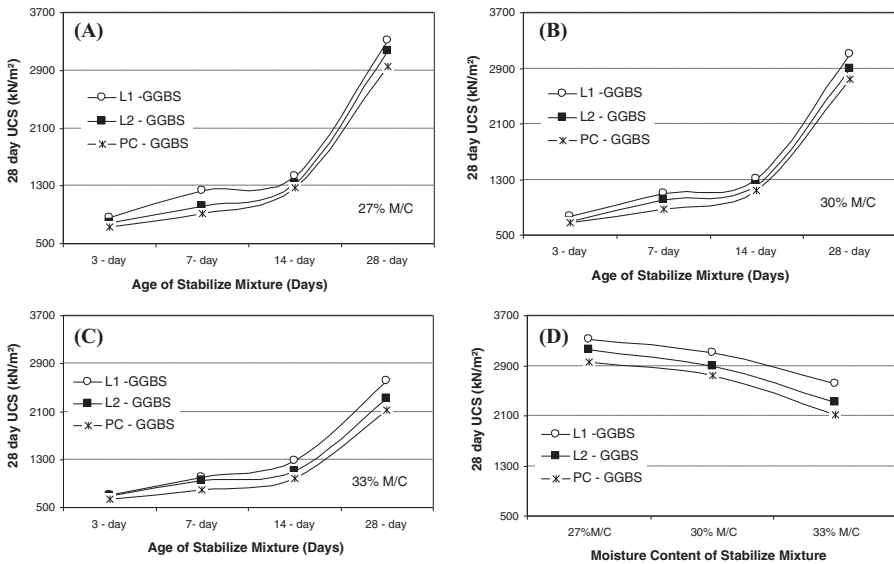 (A)
3700
2900
2100
1300
500
28 day UCS (kN/m²)
L1 -GGBS
L2 - GGBS
PC - GGBS
27% M/C
3 - day
7- day
14 - day
28 - day
Age of Stabilize Mixture (Days)
(B)
3700
2900
2100
1300
500
28 day UCS (kN/m²)
L1 -GGBS
L2 - GGBS
PC - GGBS
30% M/C
3 - day
7- day
14 - day
28 - day
Age of Stabilize Mixture (Days)
(C)
3700
2900
2100
1300
500
28 day UCS (kN/m²)
L1 -GGBS
L2 - GGBS
PC - GGBS
33% M/C
3 - day
7- day
14 - day
28 - day
Age of Stabilize Mixture (Days)
(D)
3700
2900
2100
1300
500
28 day UCS (kN/m²)
L1 -GGBS
L2 - GGBS
PC - GGBS
27%M/C
30% M/C
33% M/C
Moisture Content of Stabilize Mixture